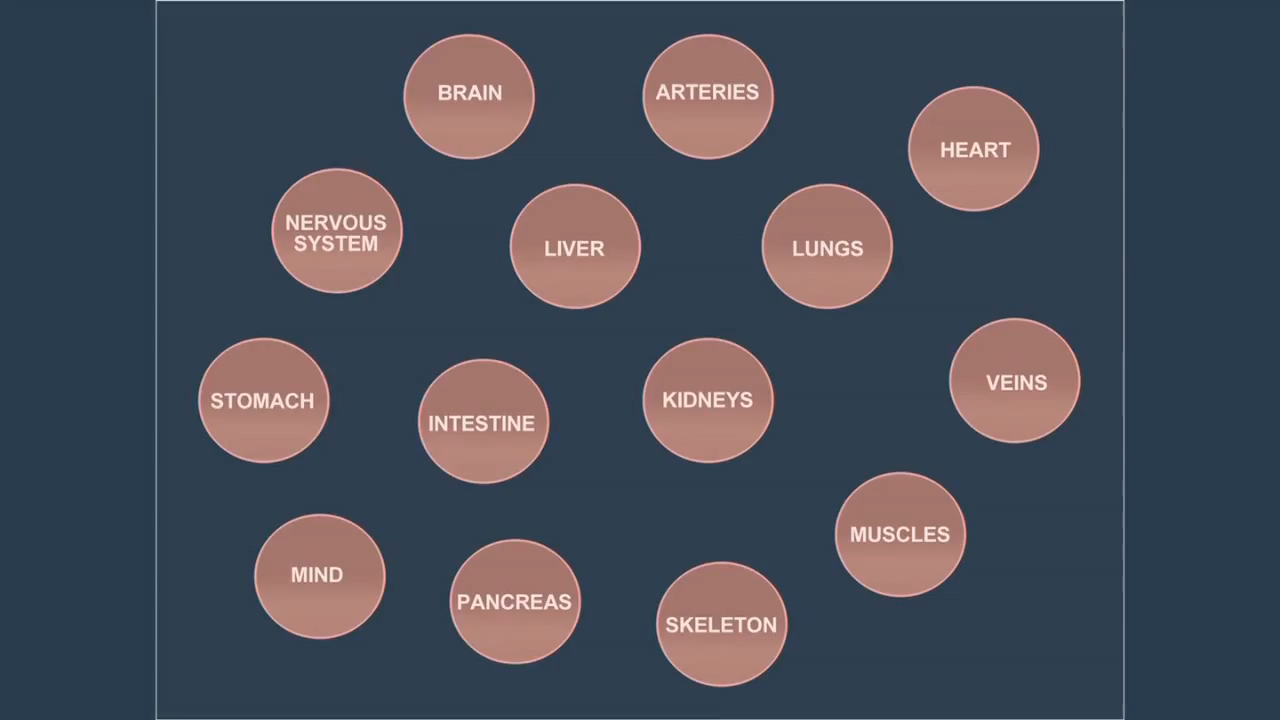 BRAIN
ARTERIES
HEART
NERVOUS
SYSTEM
LIVER
LUNGS
STOMACH
INTESTINE
KIDNEYS
VEINS
MUSCLES
MIND
PANCREAS
SKELETON